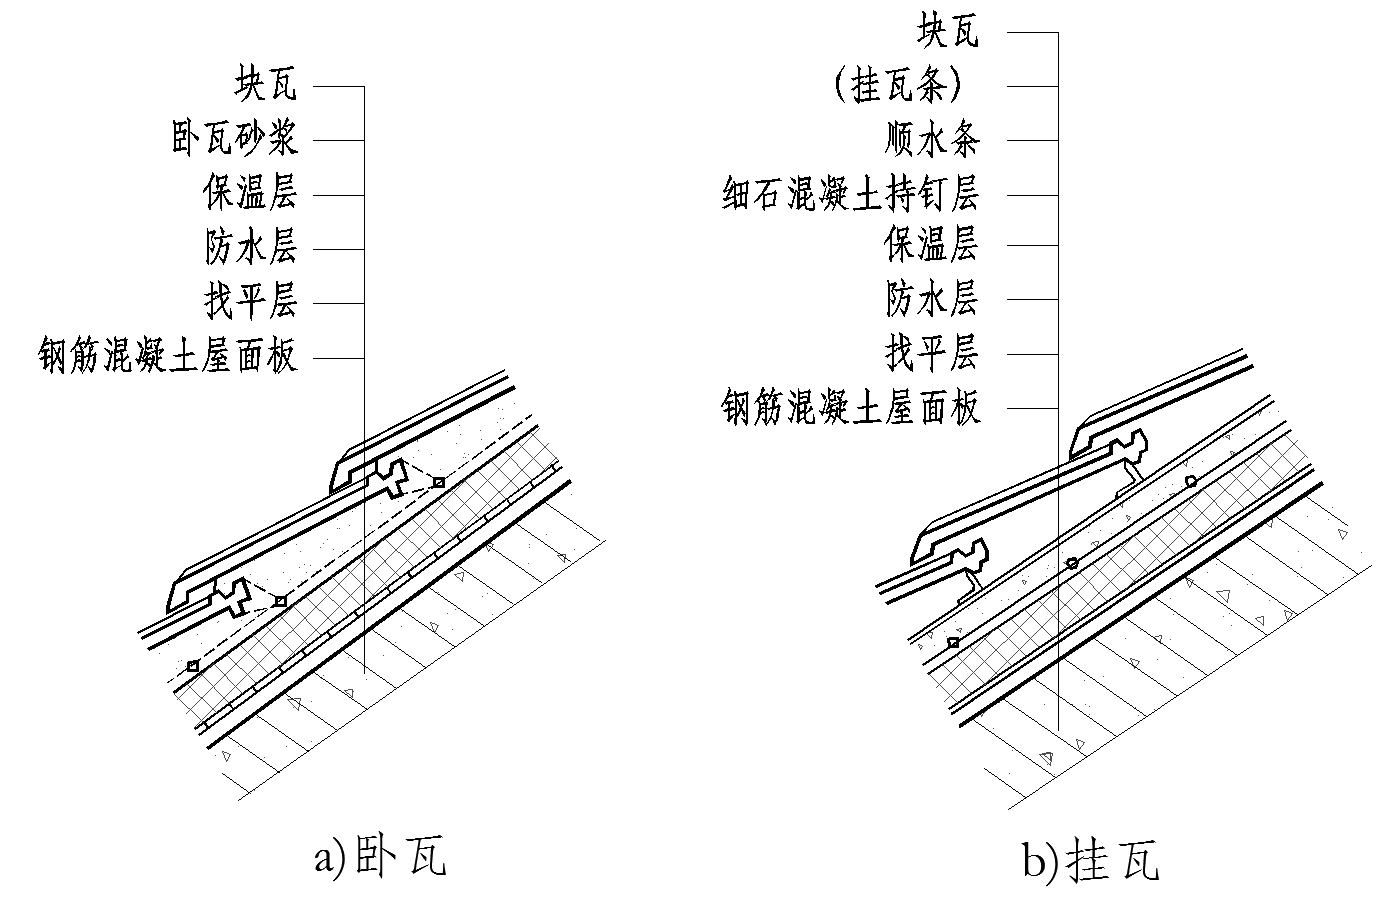 块瓦
卧瓦砂浆
保温层
防水层
找平层
钢筋混凝土屋面板
a)卧瓦
块瓦
(挂瓦条)
顺水条
细石混凝土持钉层
保温层
防水层
找平层
钢筋混凝土屋面板
b)挂瓦